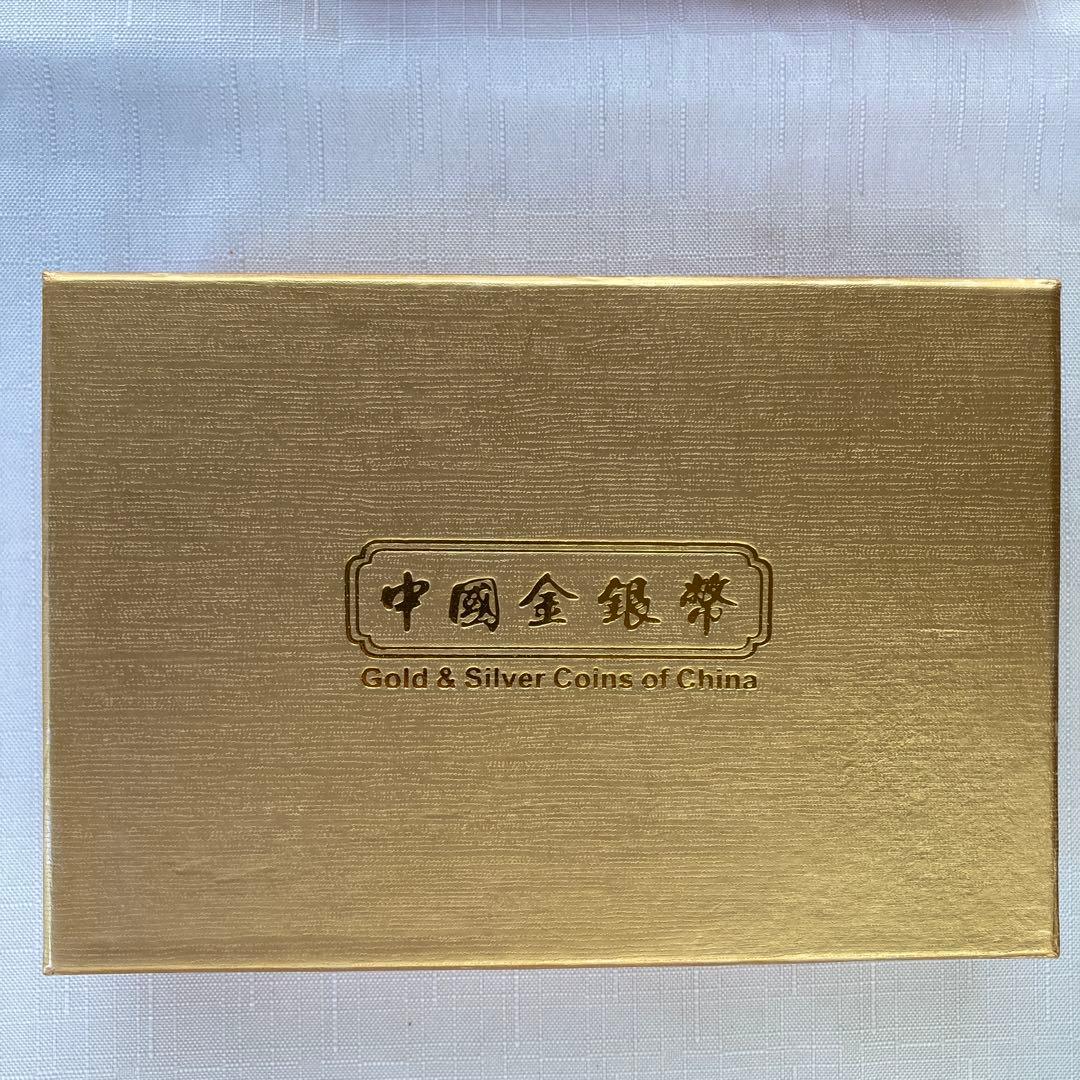 中國金銀幣
Gold & Silver Coins of China